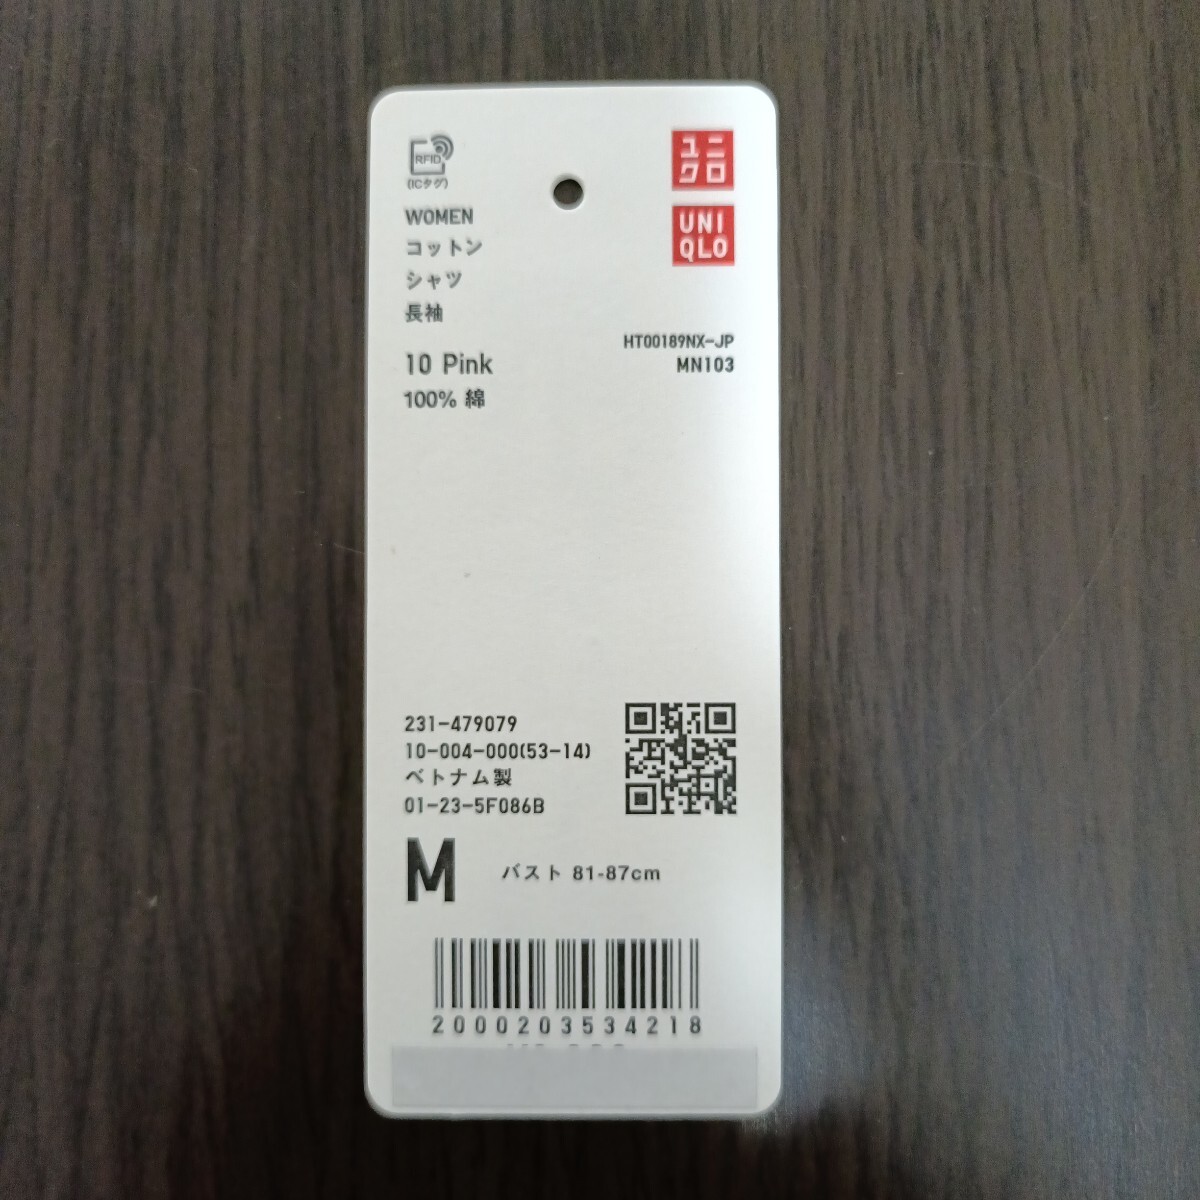 RFID
(ICタグ)
ユニ
クロ
UNI
QLO
WOMEN
コットン
シャツ
長袖
HT00189NX-JP
MN103
10 Pink
100% 綿
231-479079
10-004-000(53-14)
ベトナム製
01-23-5F086B
M
バスト 81-87cm
2000203534218